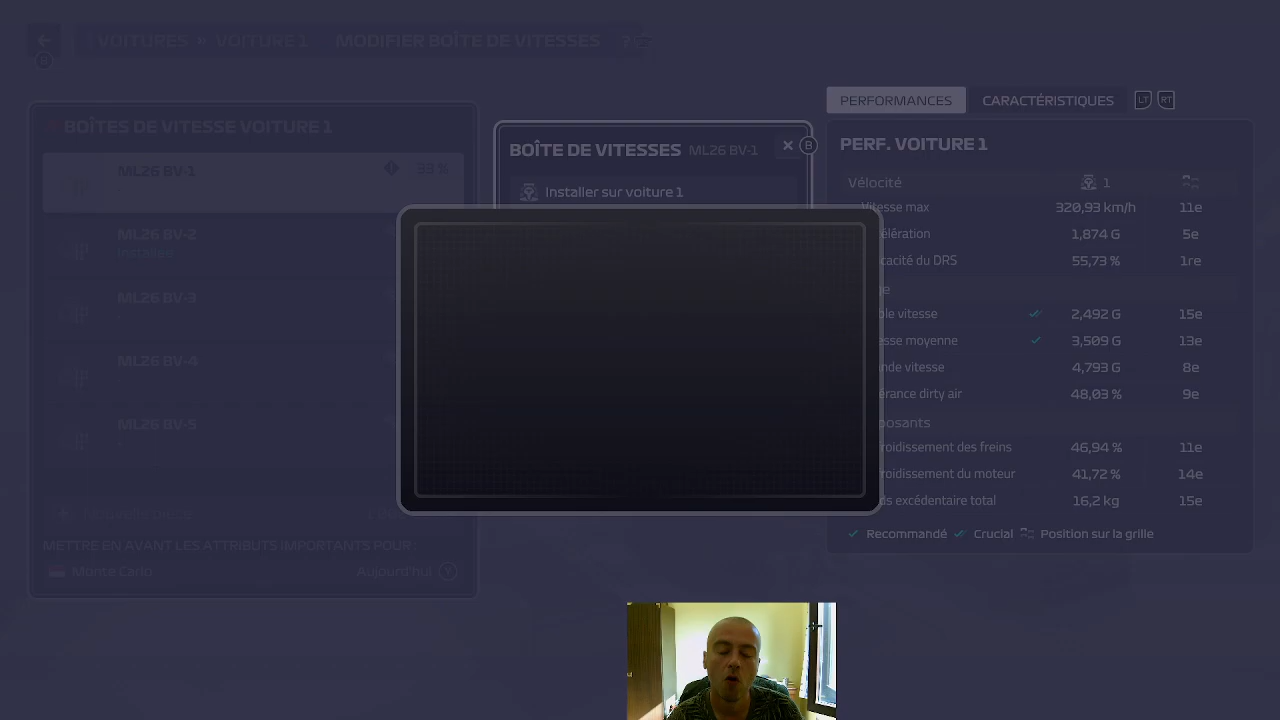 VOITURES » VOITURE 1 MODIFIER BOÎTE DE VITESSES
B
BOÎTES DE VITESSE VOITURE 1
ML26 BV-1
33 %
ML26 BV-2
Installée
ML26 BV-3
ML26 BV-4
ML26 BV-5
METTRE EN AVANT LES ATTRIBUTS IMPORTANTS POUR :
Monte Carlo Aujourd'hui Y
BOÎTE DE VITESSES ML26 BV-1 × B
Installer sur voiture 1
PERFORMANCES CARACTÉRISTIQUES LT RT
PERF. VOITURE 1
Vélocité 1
Vitesse max 320,93 km/h 11e
élération 1,874 G 5e
cacité du DRS 55,73 % 1re
ge
ble vitesse 2,492 G 15e
esse moyenne 3,509 G 13e
nde vitesse 4,793 G 8e
érance dirty air 48,03 % 9e
posants
roidissement des freins 46,94 % 11e
roidissement du moteur 41,72 % 14e
ds excédentaire total 16,2 kg 15e
Recommandé Crucial Position sur la grille